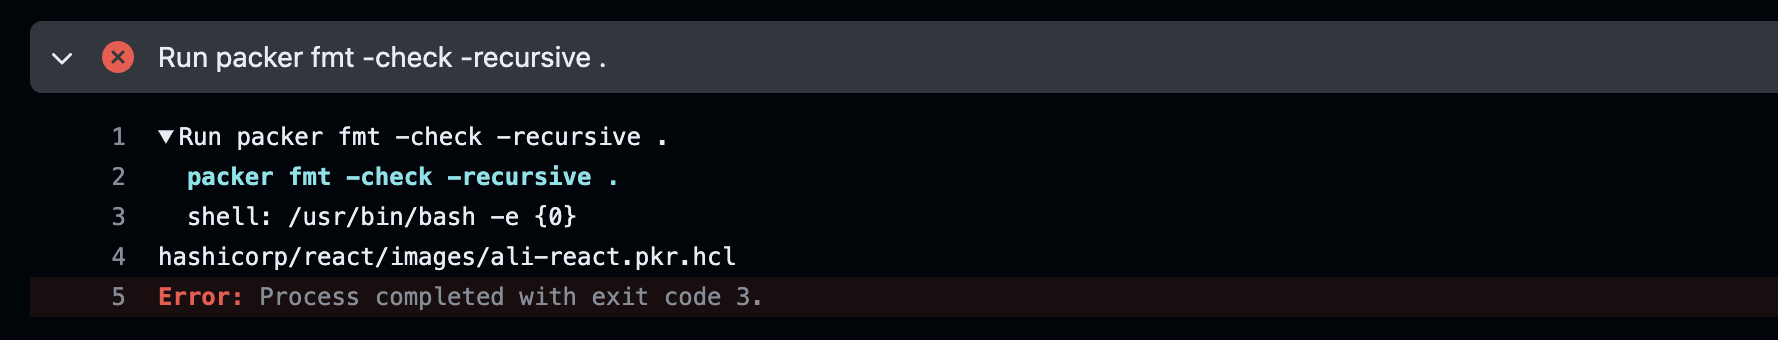 Run packer fmt -check -recursive .
1 ▼Run packer fmt -check -recursive .
2 packer fmt -check -recursive .
3 shell: /usr/bin/bash -e {0}
4 hashicorp/react/images/ali-react.pkr.hcl
5 Error: Process completed with exit code 3.